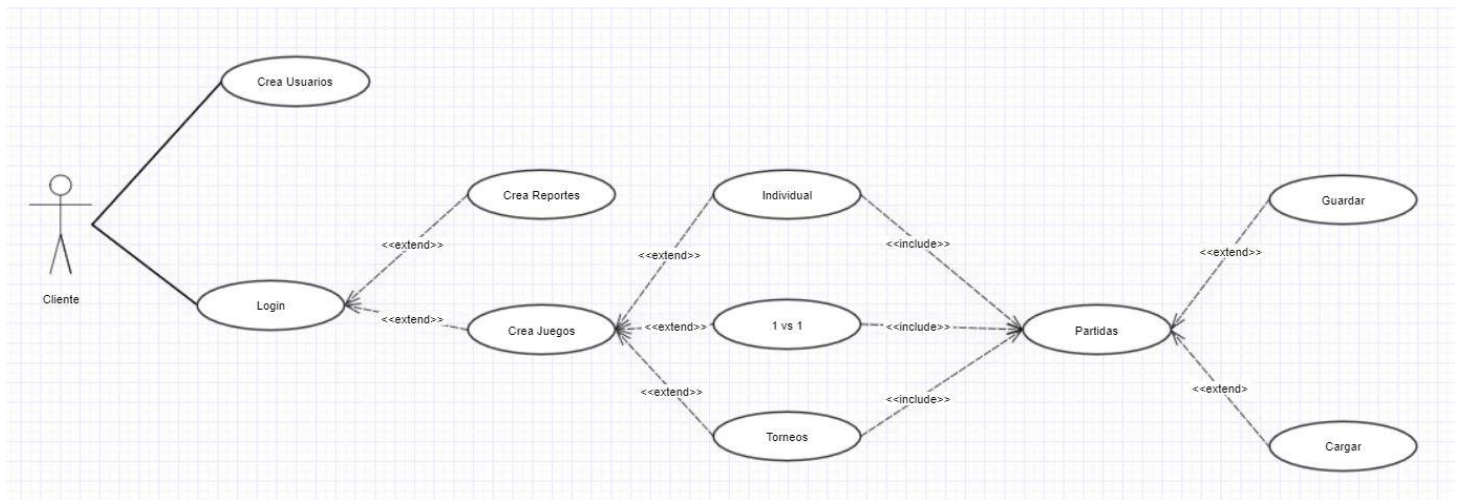 Crea Usuarios
Crea Reportes
Individual
Guardar
<<extend>>
<<include>>
<<extend>>
<<extend>>
Cliente
Login
<<extend>>
Crea Juegos
<<extend>>
1 vs 1
<<include>>
Partidas
<<extend>>
<<include>>
<<extend>
Torneos
Cargar